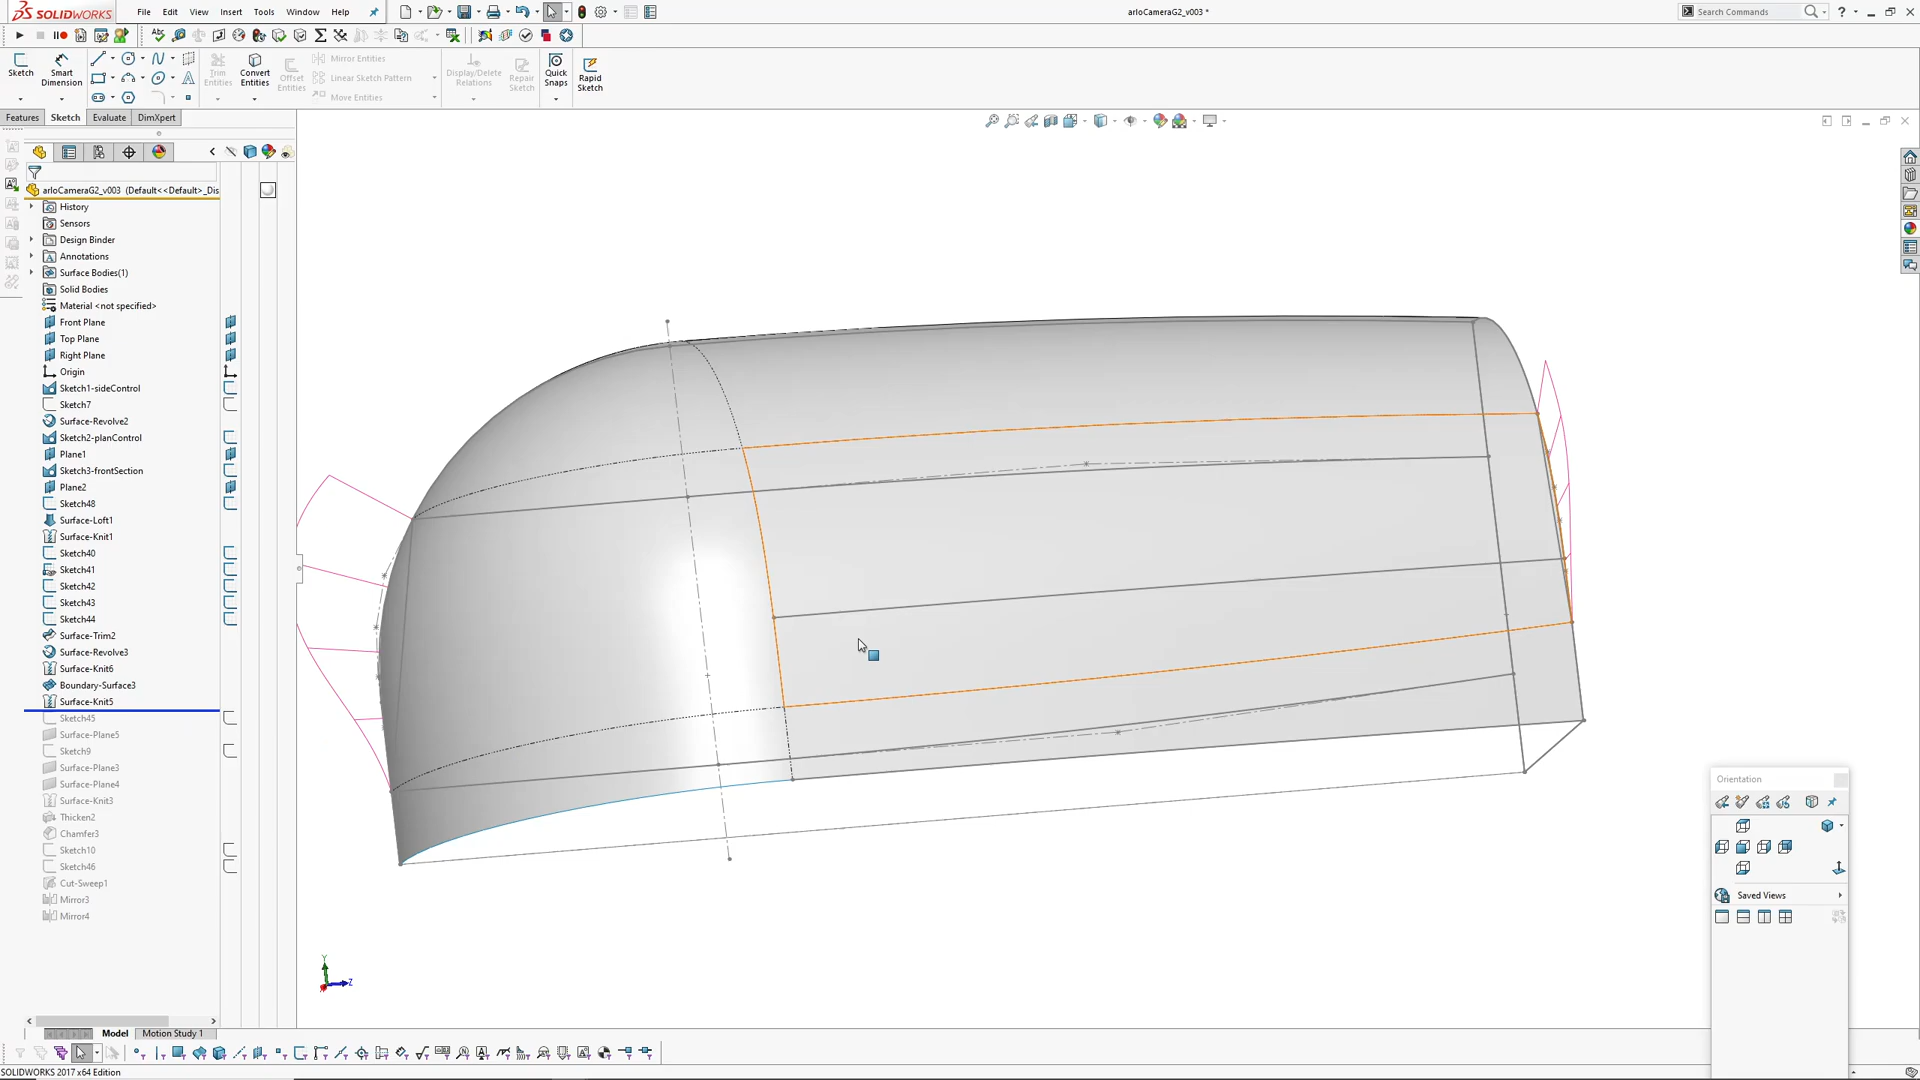 SOLIDWORKS File Edit View Insert Tools Window Help
arloCameraG2_v003 *
Search Commands
Sketch
Smart Dimension
Trim Entities
Convert Entities
Offset Entities
Mirror Entities
Linear Sketch Pattern
Move Entities
Display/Delete Relations
Repair Sketch
Quick Snaps
Rapid Sketch
Features Sketch Evaluate DimXpert
arloCameraG2_v003 (Default<<Default>_Dis
History
Sensors
Design Binder
Annotations
Surface Bodies(1)
Solid Bodies
Material <not specified>
Front Plane
Top Plane
Right Plane
Origin
Sketch1-sideControl
Sketch7
Surface-Revolve2
Sketch2-planControl
Plane1
Sketch3-frontSection
Plane2
Sketch48
Surface-Loft1
Surface-Knit1
Sketch40
Sketch41
Sketch42
Sketch43
Sketch44
Surface-Trim2
Surface-Revolve3
Surface-Knit6
Boundary-Surface3
Surface-Knit5
Sketch45
Surface-Plane5
Sketch9
Surface-Plane3
Surface-Plane4
Surface-Knit3
Thicken2
Chamfer3
Sketch10
Sketch46
Cut-Sweep1
Mirror3
Mirror4
Y
Z
Orientation
Saved Views
Model Motion Study 1
SOLIDWORKS 2017 x64 Edition